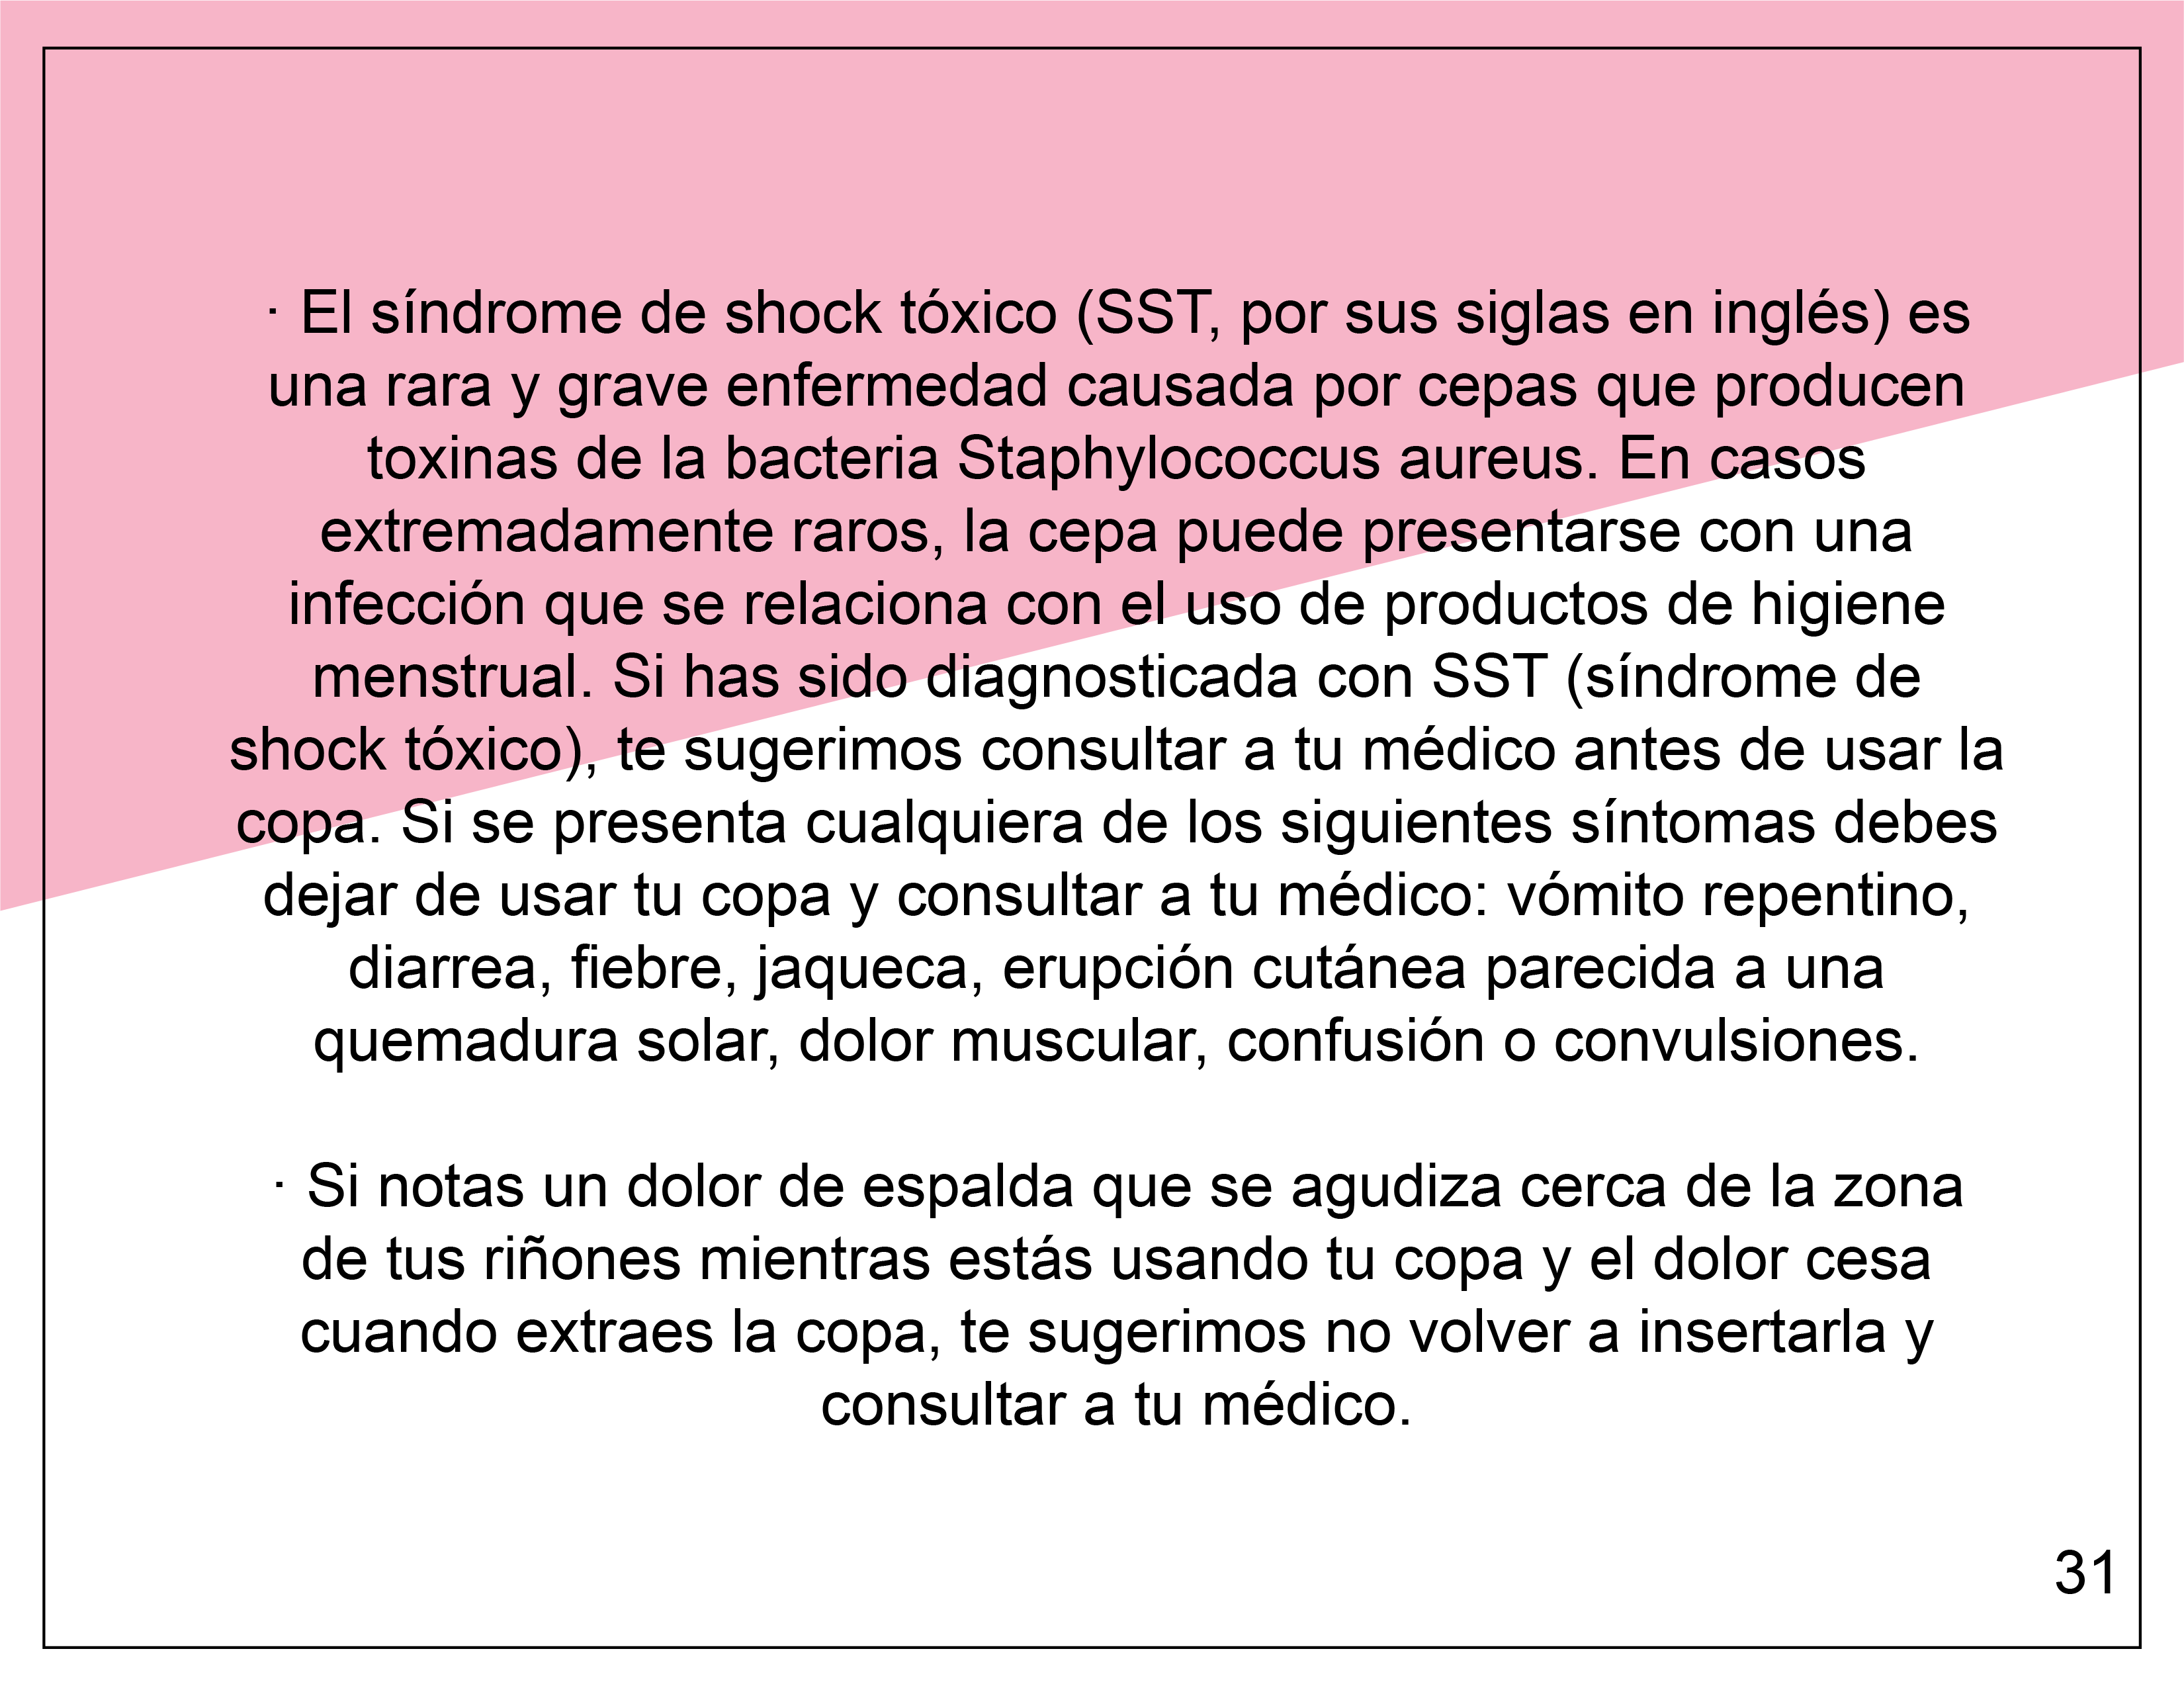 · El síndrome de shock tóxico (SST, por sus siglas en inglés) es
una rara y grave enfermedad causada por cepas que producen
toxinas de la bacteria Staphylococcus aureus. En casos
extremadamente raros, la cepa puede presentarse con una
infección que se relaciona con el uso de productos de higiene
menstrual. Si has sido diagnosticada con SST (síndrome de
shock tóxico), te sugerimos consultar a tu médico antes de usar la
copa. Si se presenta cualquiera de los siguientes síntomas debes
dejar de usar tu copa y consultar a tu médico: vómito repentino,
diarrea, fiebre, jaqueca, erupción cutánea parecida a una
quemadura solar, dolor muscular, confusión o convulsiones.
· Si notas un dolor de espalda que se agudiza cerca de la zona
de tus riñones mientras estás usando tu copa y el dolor cesa
cuando extraes la copa, te sugerimos no volver a insertarla y
consultar a tu médico.
31